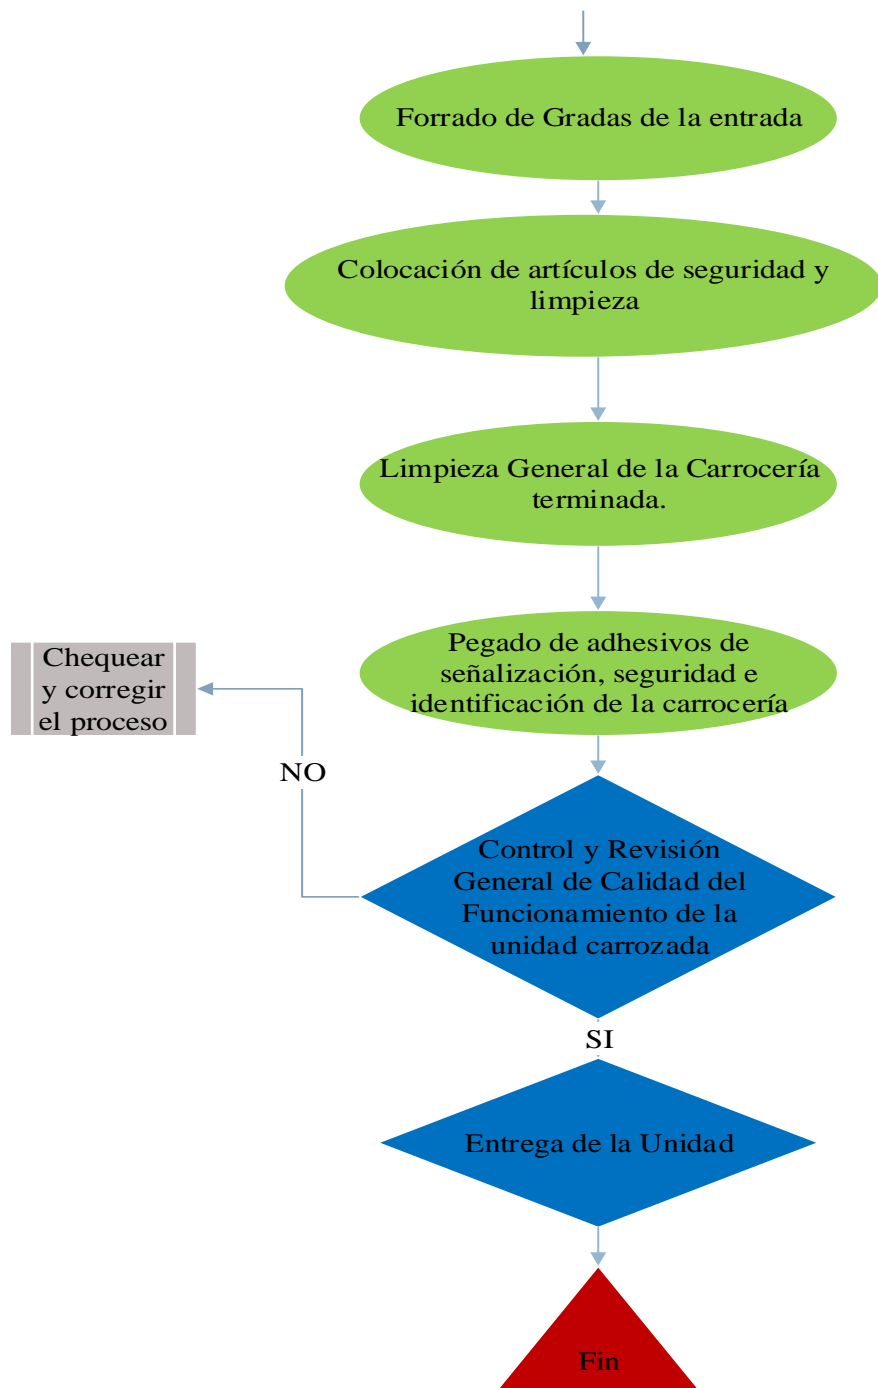 Forrado de Gradas de la entrada
Colocación de artículos de seguridad y
limpieza
Limpieza General de la Carrocería
terminada.
Pegado de adhesivos de
señalización, seguridad e
identificación de la carrocería
Chequear
y corregir
el proceso
NO
Control y Revisión
General de Calidad del
Funcionamiento de la
unidad carrozada
SI
Entrega de la Unidad
Fin